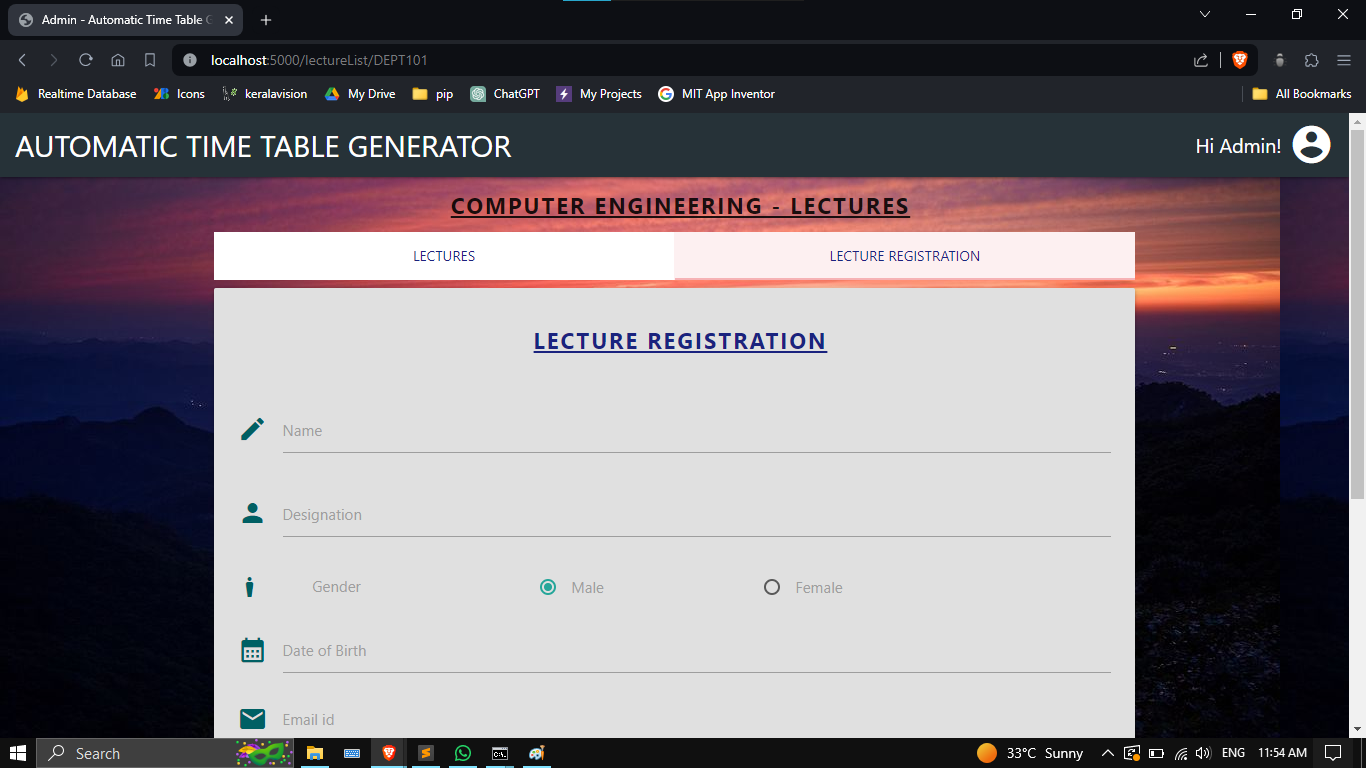 Admin - Automatic Time Table G
localhost:5000/lectureList/DEPT101
Realtime Database
Icons
keralavision
My Drive
pip
ChatGPT
My Projects
MIT App Inventor
All Bookmarks
AUTOMATIC TIME TABLE GENERATOR
Hi Admin!
COMPUTER ENGINEERING - LECTURES
LECTURES
LECTURE REGISTRATION
LECTURE REGISTRATION
Name
Designation
Gender
Male
Female
Date of Birth
Email id
Search
33°C Sunny
ENG
11:54 AM